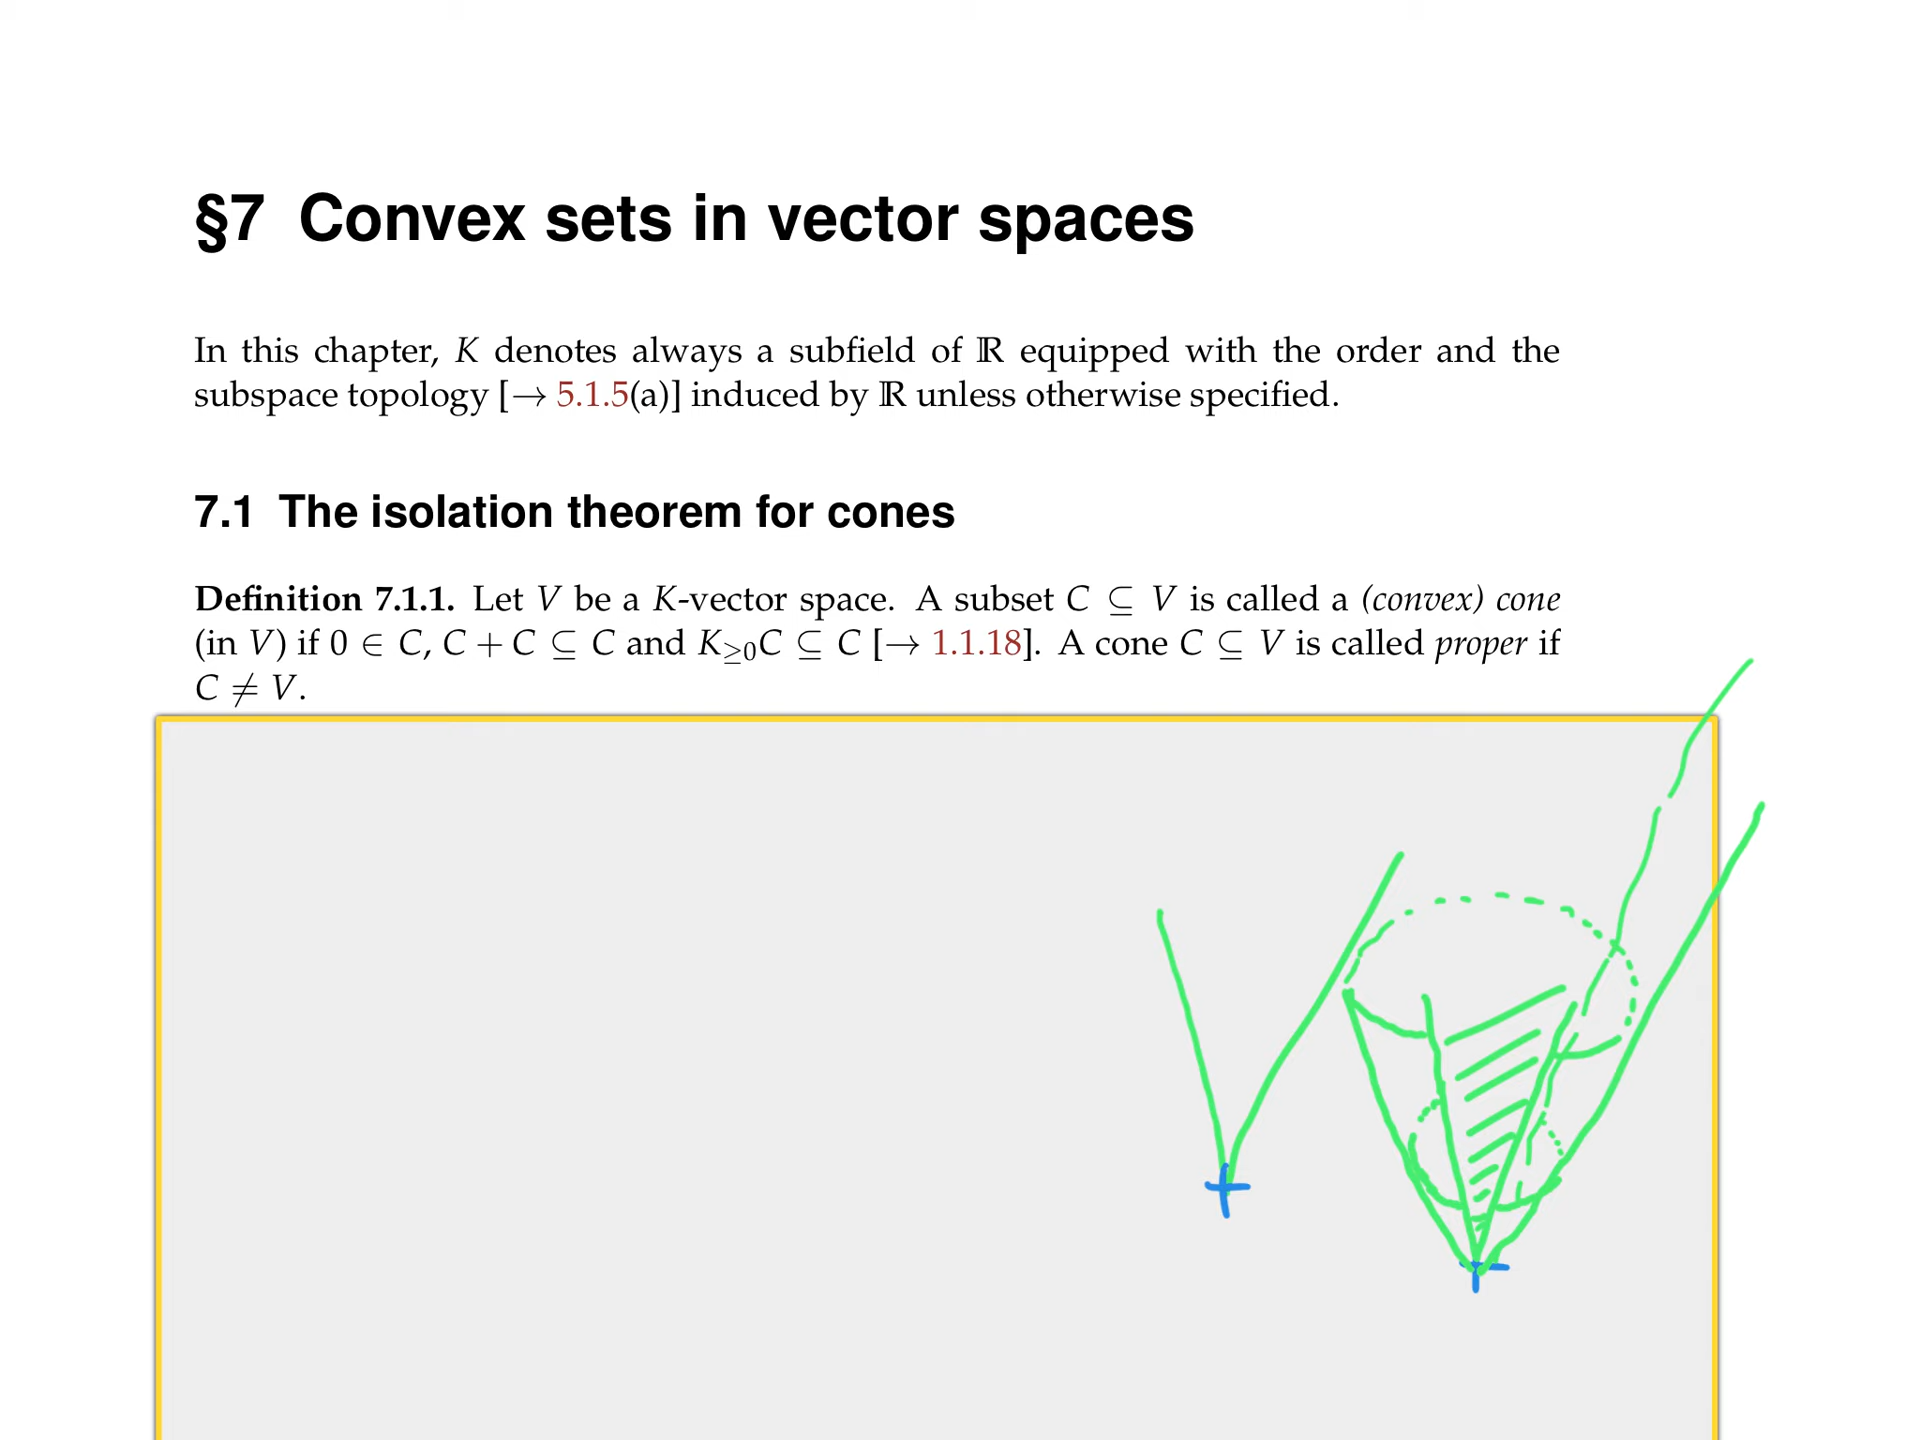 §7 Convex sets in vector spaces
In this chapter, K denotes always a subfield of ℝ equipped with the order and the
subspace topology [→ 5.1.5(a)] induced by ℝ unless otherwise specified.
7.1 The isolation theorem for cones
Definition 7.1.1. Let V be a K-vector space. A subset C ⊆ V is called a (convex) cone
(in V) if 0 ∈ C, C + C ⊆ C and K≥0C ⊆ C [→ 1.1.18]. A cone C ⊆ V is called proper if
C ≠ V.